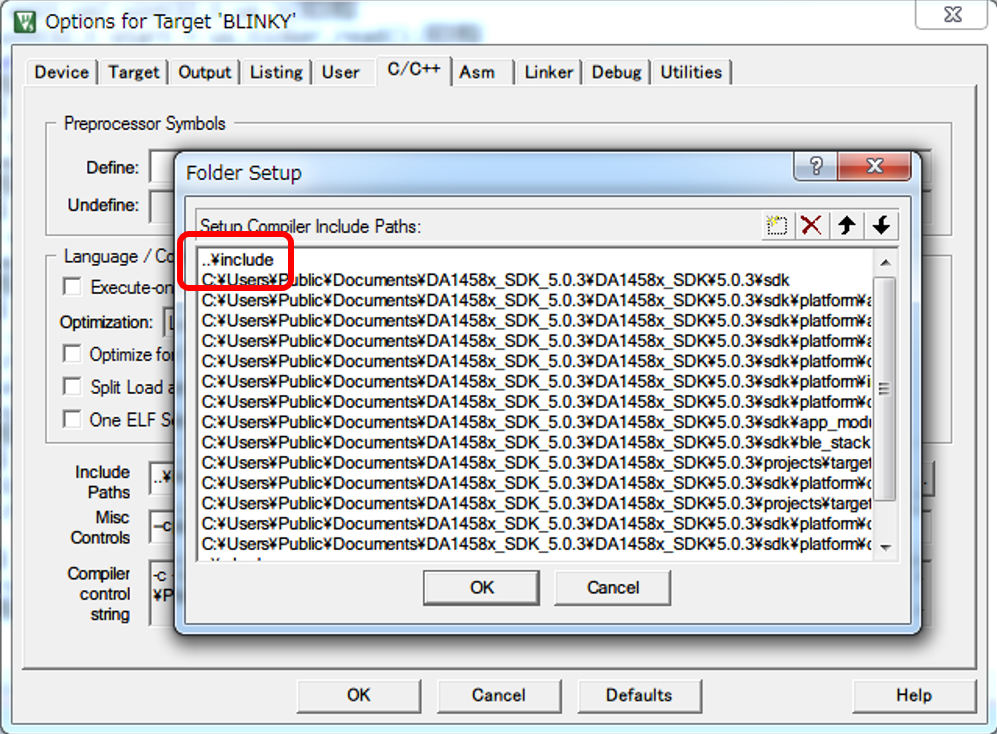 Options for Target 'BLINKY'
Device Target Output Listing User C/C++ Asm Linker Debug Utilities
Preprocessor Symbols
Define:
Undefine:
Language / Co
Execute-on
Optimization:
Optimize for
Split Load a
One ELF Se
Include
Paths
..¥
Misc
Controls
--c
Compiler
control
string
-c
¥P
Folder Setup
Setup Compiler Include Paths:
..¥include
C:¥Users¥Public¥Documents¥DA1458x_SDK_5.0.3¥DA1458x_SDK¥5.0.3¥sdk
C:¥Users¥Public¥Documents¥DA1458x_SDK_5.0.3¥DA1458x_SDK¥5.0.3¥sdk¥platform¥a
C:¥Users¥Public¥Documents¥DA1458x_SDK_5.0.3¥DA1458x_SDK¥5.0.3¥sdk¥platform¥a
C:¥Users¥Public¥Documents¥DA1458x_SDK_5.0.3¥DA1458x_SDK¥5.0.3¥sdk¥platform¥a
C:¥Users¥Public¥Documents¥DA1458x_SDK_5.0.3¥DA1458x_SDK¥5.0.3¥sdk¥platform¥c
C:¥Users¥Public¥Documents¥DA1458x_SDK_5.0.3¥DA1458x_SDK¥5.0.3¥sdk¥platform¥i
C:¥Users¥Public¥Documents¥DA1458x_SDK_5.0.3¥DA1458x_SDK¥5.0.3¥sdk¥platform¥c
C:¥Users¥Public¥Documents¥DA1458x_SDK_5.0.3¥DA1458x_SDK¥5.0.3¥sdk¥app_modu
C:¥Users¥Public¥Documents¥DA1458x_SDK_5.0.3¥DA1458x_SDK¥5.0.3¥sdk¥ble_stack
C:¥Users¥Public¥Documents¥DA1458x_SDK_5.0.3¥DA1458x_SDK¥5.0.3¥projects¥target
C:¥Users¥Public¥Documents¥DA1458x_SDK_5.0.3¥DA1458x_SDK¥5.0.3¥sdk¥platform¥c
C:¥Users¥Public¥Documents¥DA1458x_SDK_5.0.3¥DA1458x_SDK¥5.0.3¥projects¥target
C:¥Users¥Public¥Documents¥DA1458x_SDK_5.0.3¥DA1458x_SDK¥5.0.3¥sdk¥platform¥c
C:¥Users¥Public¥Documents¥DA1458x_SDK_5.0.3¥DA1458x_SDK¥5.0.3¥sdk¥platform¥c
OK Cancel
OK Cancel Defaults Help